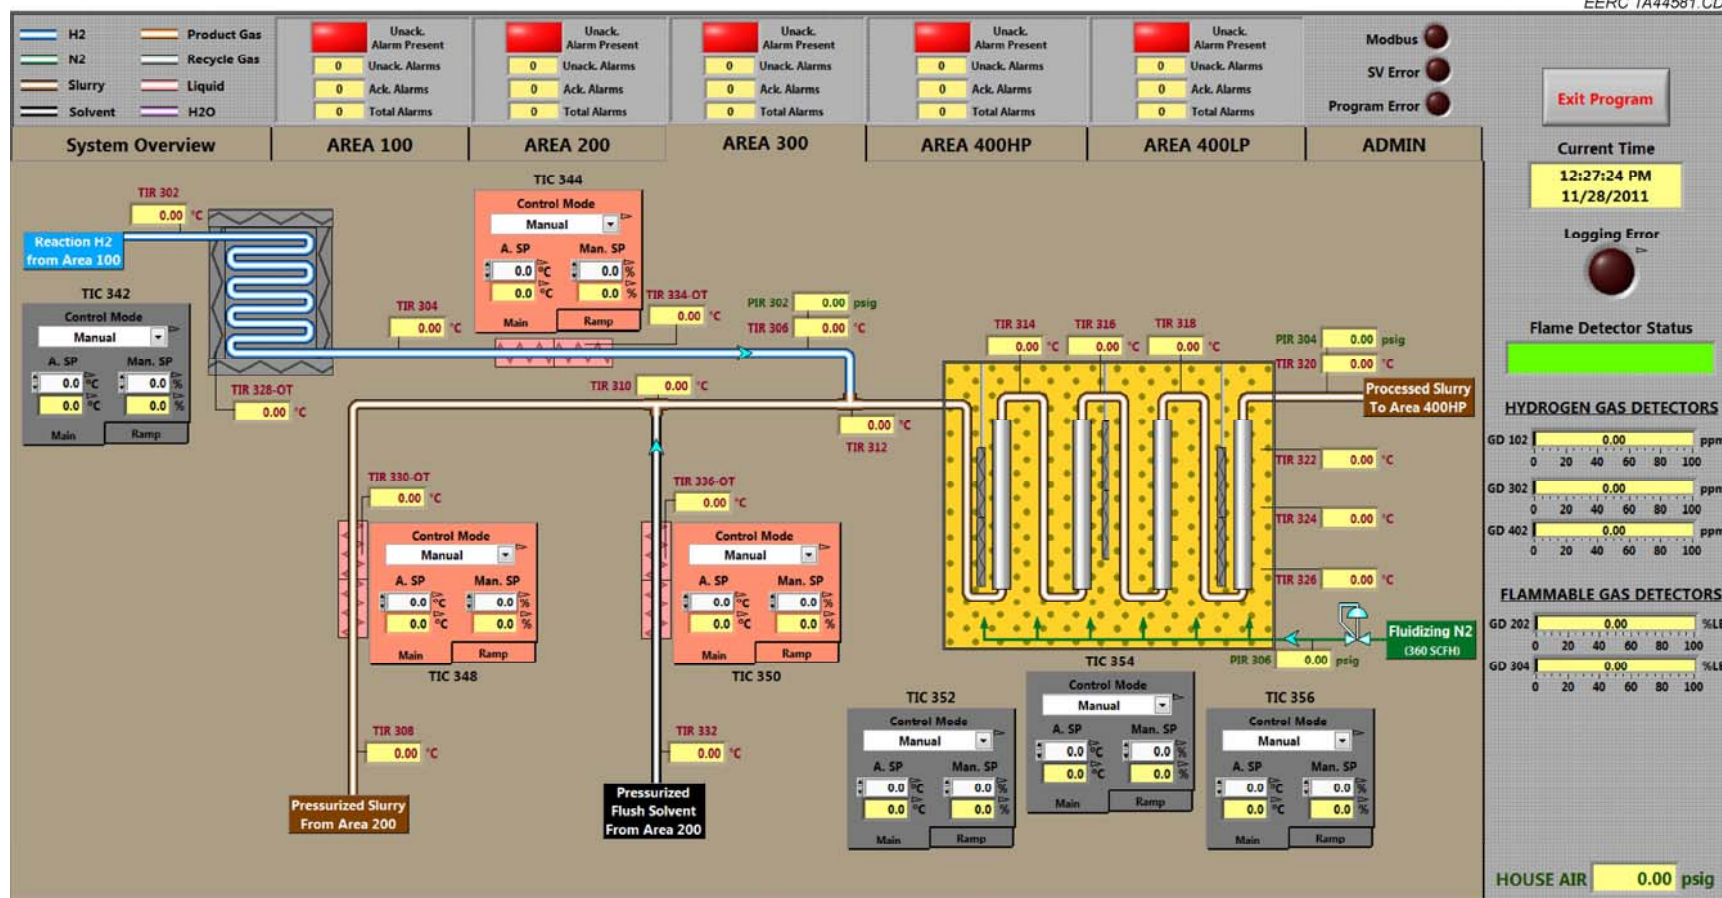 EERC TA44581.CD
H2
Product Gas
N2
Recycle Gas
Slurry
Liquid
Solvent
H2O
Unack.
Alarm Present
0 Unack. Alarms
0 Ack. Alarms
0 Total Alarms
Unack.
Alarm Present
0 Unack. Alarms
0 Ack. Alarms
0 Total Alarms
Unack.
Alarm Present
0 Unack. Alarms
0 Ack. Alarms
0 Total Alarms
Unack.
Alarm Present
0 Unack. Alarms
0 Ack. Alarms
0 Total Alarms
Unack.
Alarm Present
0 Unack. Alarms
0 Ack. Alarms
0 Total Alarms
Modbus
SV Error
Program Error
Exit Program
System Overview
AREA 100
AREA 200
AREA 300
AREA 400HP
AREA 400LP
ADMIN
Current Time
12:27:24 PM
11/28/2011
Logging Error
Flame Detector Status
HYDROGEN GAS DETECTORS
GD 102 0.00 ppm
0 20 40 60 80 100
GD 302 0.00 ppm
0 20 40 60 80 100
GD 402 0.00 ppm
0 20 40 60 80 100
FLAMMABLE GAS DETECTORS
GD 202 0.00 %LE
0 20 40 60 80 100
GD 304 0.00 %LE
0 20 40 60 80 100
HOUSE AIR 0.00 psig
TIR 302
0.00 °C
Reaction H2
from Area 100
TIC 342
Control Mode
Manual
A. SP Man. SP
0.0 °C 0.0 %
0.0 °C 0.0 %
Main Ramp
TIR 328-OT
0.00 °C
TIC 344
Control Mode
Manual
A. SP Man. SP
0.0 °C 0.0 %
0.0 °C 0.0 %
Main Ramp
TIR 304
0.00 °C
TIR 334-OT
0.00 °C
PIR 302 0.00 psig
TIR 306 0.00 °C
TIR 310 0.00 °C
0.00 °C
TIR 312
TIR 314
0.00 °C
TIR 316
0.00 °C
TIR 318
0.00 °C
PIR 304 0.00 psig
TIR 320 0.00 °C
Processed Slurry
To Area 400HP
TIR 322 0.00 °C
TIR 324 0.00 °C
TIR 326 0.00 °C
Fluidizing N2
(360 SCFH)
PIR 306 0.00 psig
TIR 330-OT
0.00 °C
Control Mode
Manual
A. SP Man. SP
0.0 °C 0.0 %
0.0 °C 0.0 %
Main Ramp
TIC 348
TIR 336-OT
0.00 °C
Control Mode
Manual
A. SP Man. SP
0.0 °C 0.0 %
0.0 °C 0.0 %
Main Ramp
TIC 350
TIR 308
0.00 °C
Pressurized Slurry
From Area 200
TIR 332
0.00 °C
Pressurized
Flush Solvent
From Area 200
TIC 352
Control Mode
Manual
A. SP Man. SP
0.0 °C 0.0 %
0.0 °C 0.0 %
Main Ramp
TIC 354
Control Mode
Manual
A. SP Man. SP
0.0 °C 0.0 %
0.0 °C 0.0 %
Main Ramp
TIC 356
Control Mode
Manual
A. SP Man. SP
0.0 °C 0.0 %
0.0 °C 0.0 %
Main Ramp